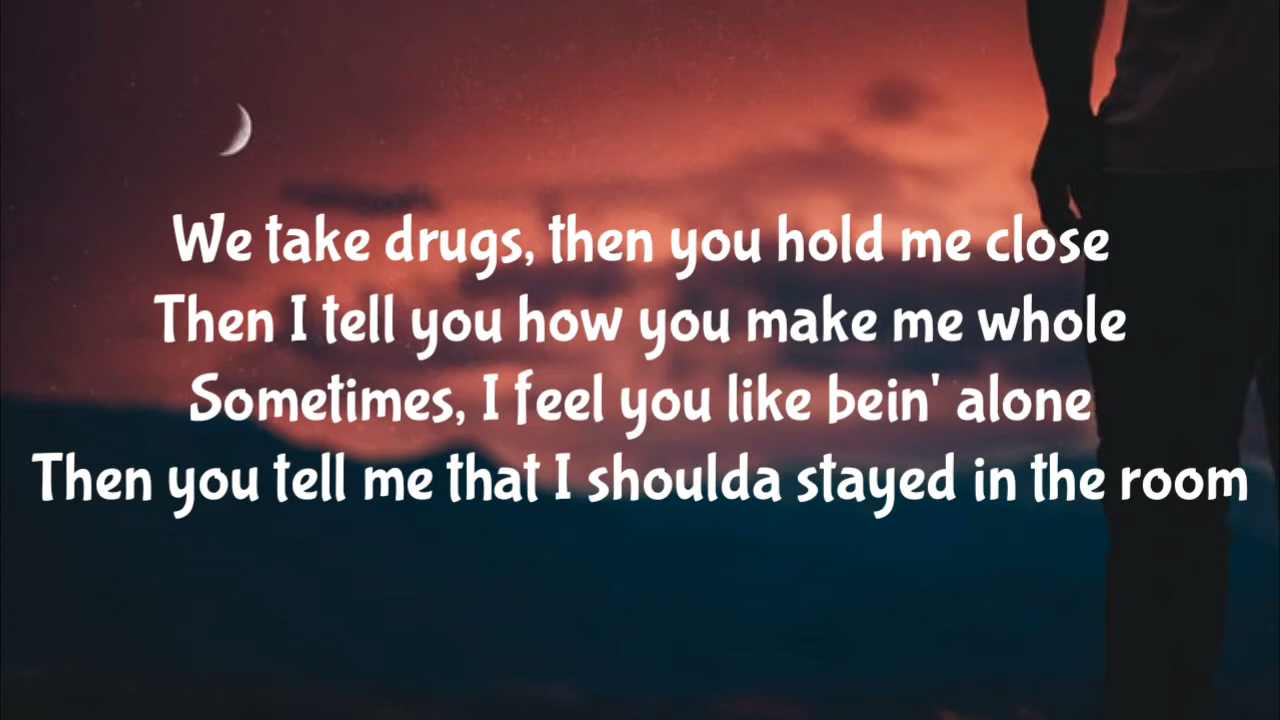 We take drugs, then you hold me close
Then I tell you how you make me whole
Sometimes, I feel you like bein' alone
Then you tell me that I shoulda stayed in the room